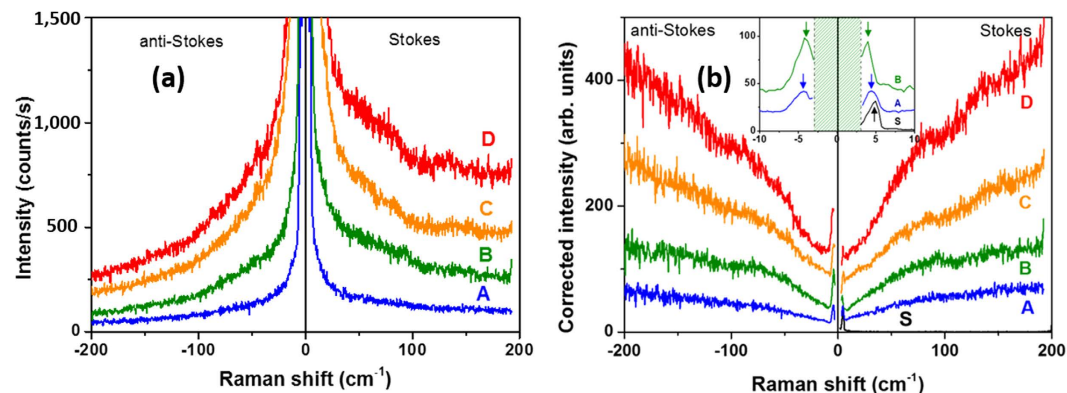 1,500
1,000
500
0
Intensity (counts/s)
anti-Stokes
Stokes
(a)
D
C
B
A
-200
-100
0
100
200
Raman shift (cm⁻¹)
400
200
0
Corrected intensity (arb. units)
anti-Stokes
Stokes
(b)
100
50
0
-10
-5
0
5
10
B
A
S
D
C
B
A
S
-200
-100
0
100
200
Raman shift (cm⁻¹)